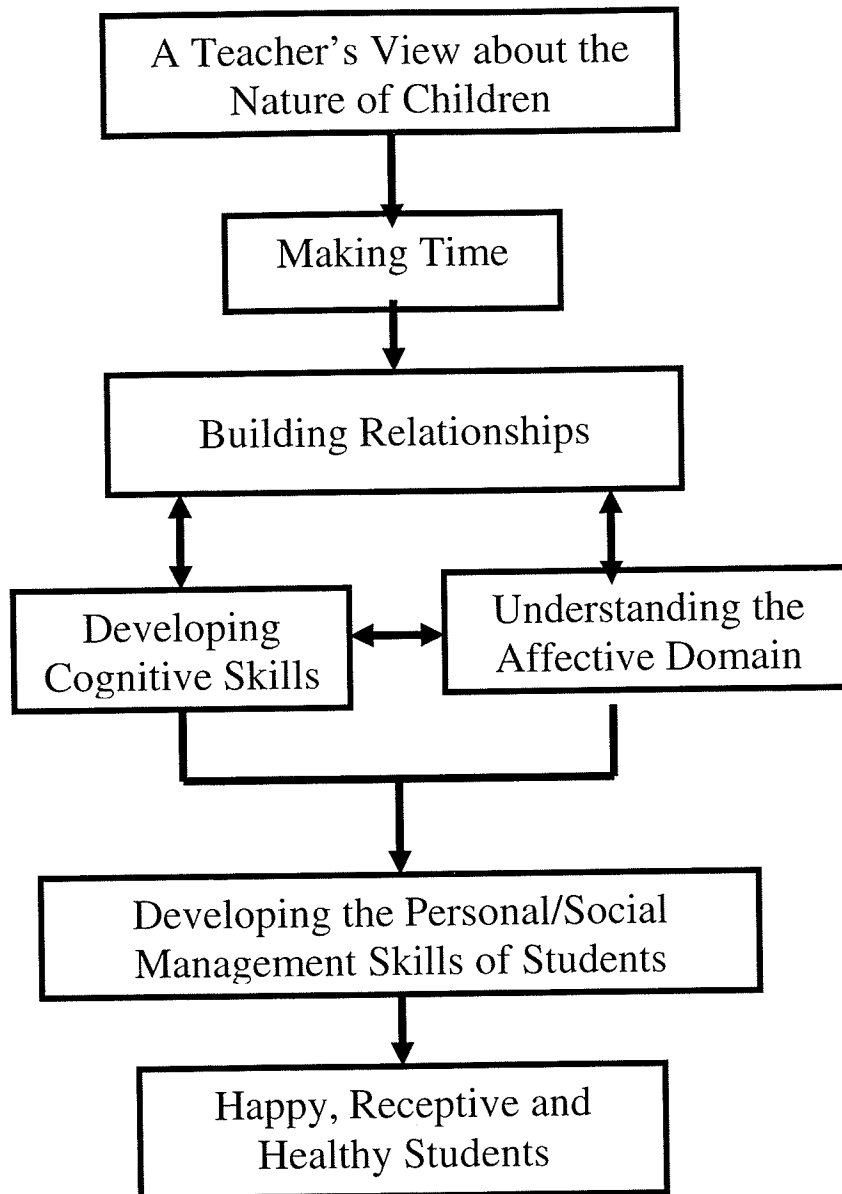 A Teacher’s View about the
Nature of Children
Making Time
Building Relationships
Developing
Cognitive Skills
Understanding the
Affective Domain
Developing the Personal/Social
Management Skills of Students
Happy, Receptive and
Healthy Students